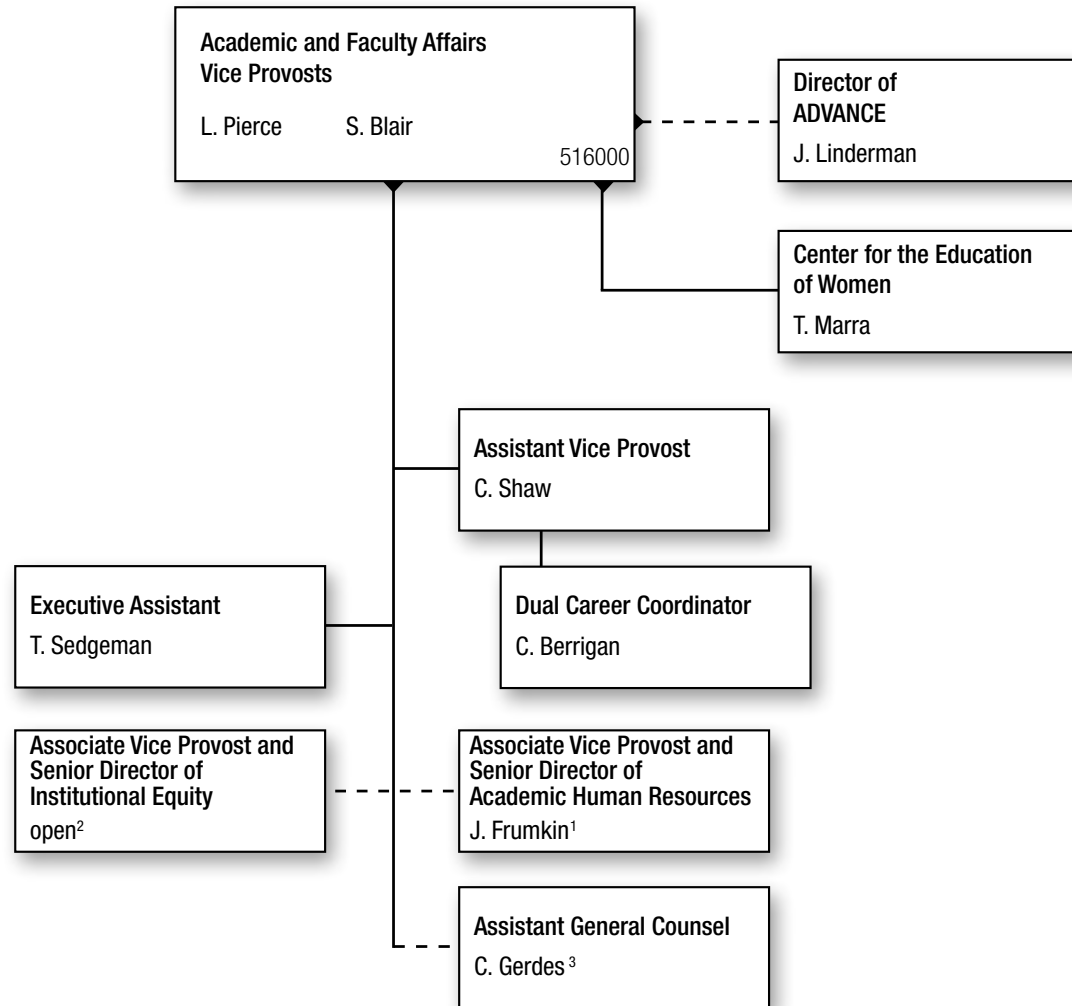 Academic and Faculty Affairs
Vice Provosts
L. Pierce S. Blair
516000
Director of
ADVANCE
J. Linderman
Center for the Education
of Women
T. Marra
Assistant Vice Provost
C. Shaw
Executive Assistant
T. Sedgeman
Dual Career Coordinator
C. Berrigan
Associate Vice Provost and
Senior Director of
Institutional Equity
open²
Associate Vice Provost and
Senior Director of
Academic Human Resources
J. Frumkin¹
Assistant General Counsel
C. Gerdes ³